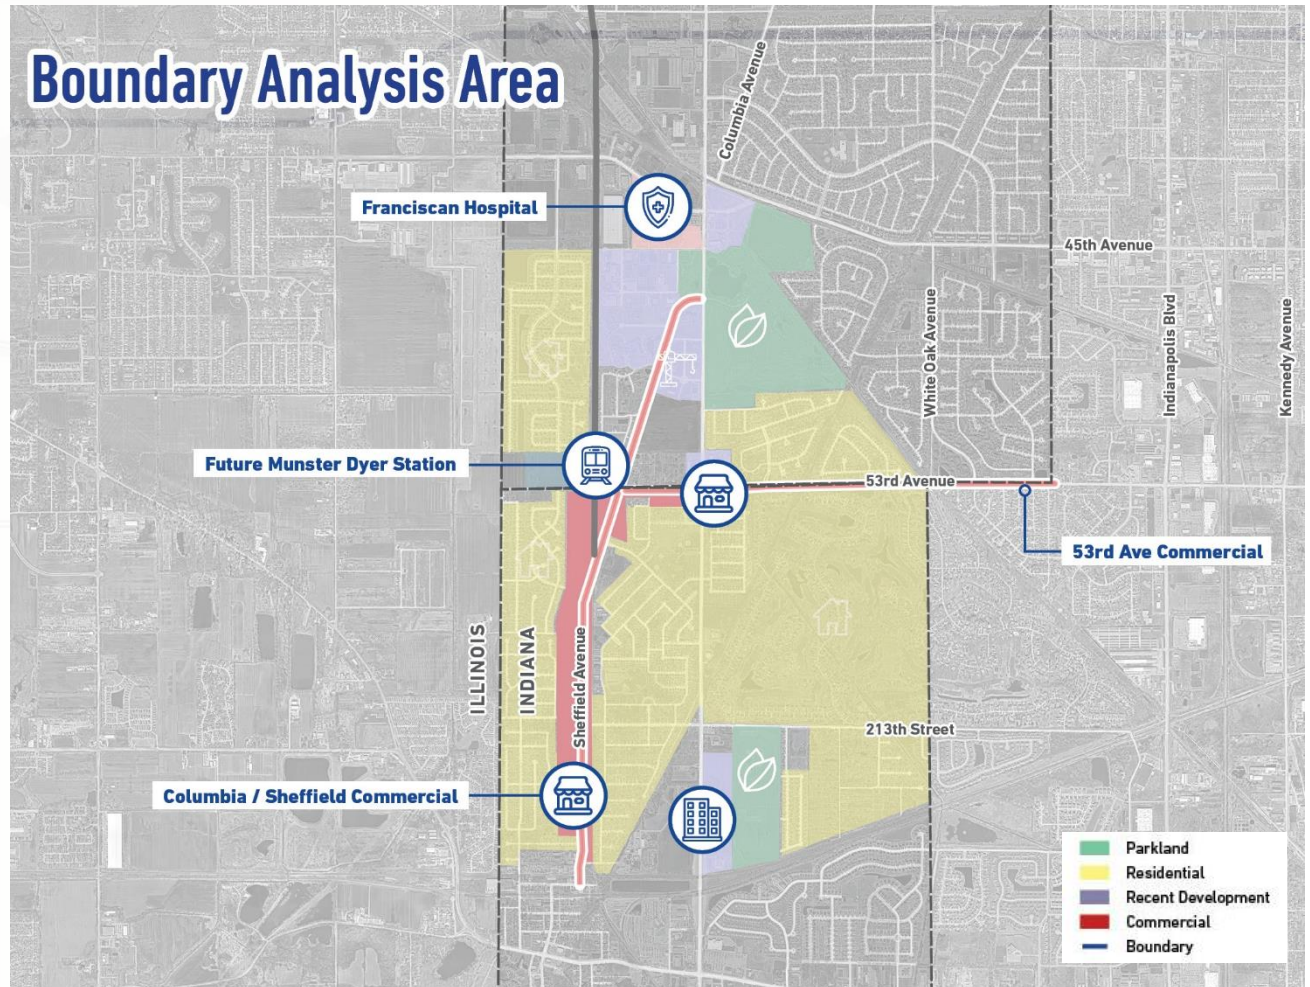 Boundary Analysis Area
Columbia Avenue
Franciscan Hospital
45th Avenue
White Oak Avenue
Indianapolis Blvd
Kennedy Avenue
Future Munster Dyer Station
53rd Avenue
53rd Ave Commercial
ILLINOIS
INDIANA
Sheffield Avenue
213th Street
Columbia / Sheffield Commercial
Parkland
Residential
Recent Development
Commercial
Boundary